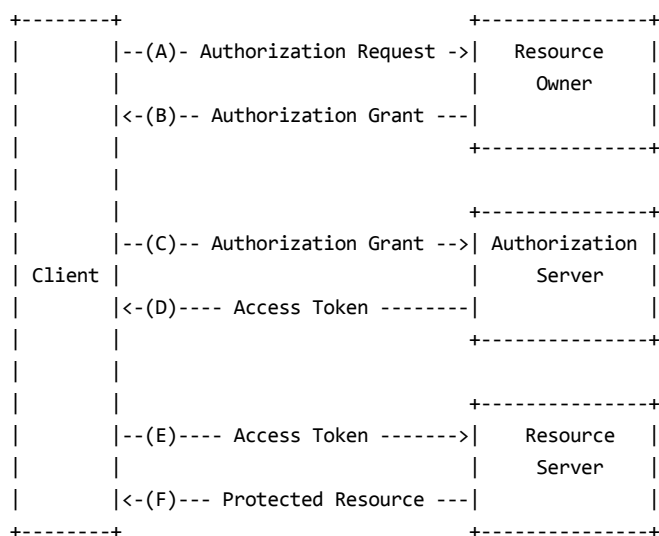 +--------+                               +---------------+
|        |--(A)- Authorization Request ->|   Resource    |
|        |                               |     Owner     |
|        |<-(B)-- Authorization Grant ---|               |
|        |                               +---------------+
|        |
|        |                               +---------------+
|        |--(C)-- Authorization Grant -->| Authorization |
| Client |                               |     Server    |
|        |<-(D)---- Access Token --------|               |
|        |                               +---------------+
|        |
|        |                               +---------------+
|        |--(E)---- Access Token ------->|    Resource   |
|        |                               |     Server    |
|        |<-(F)--- Protected Resource ---|               |
+--------+                               +---------------+